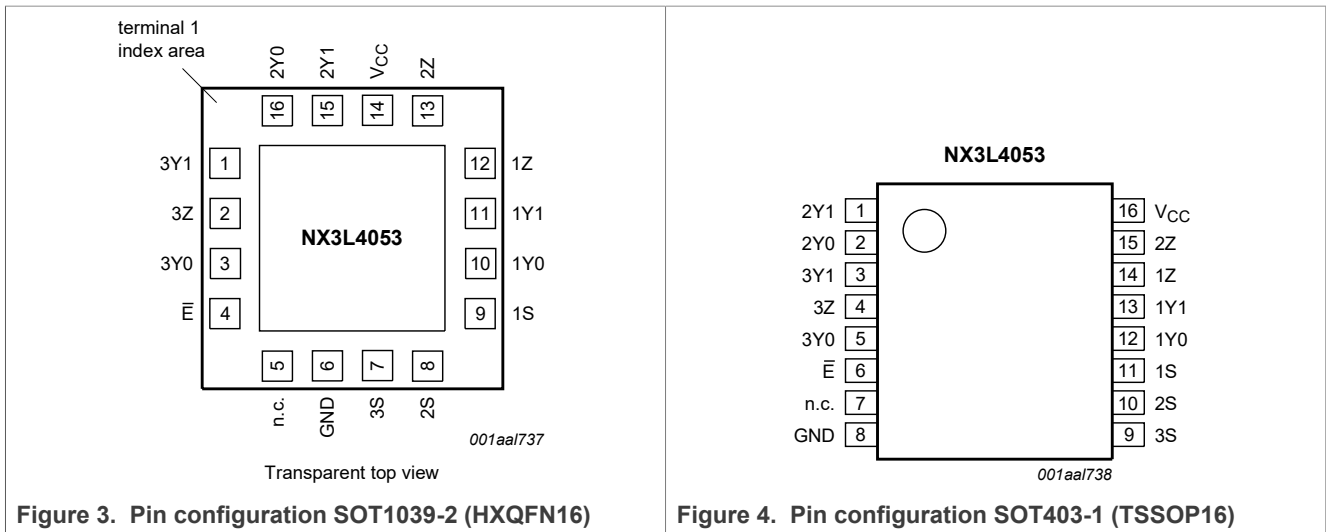 terminal 1
index area
2Y0
2Y1
VCC
2Z
16
15
14
13
3Y1 1
3Z 2
3Y0 3
E̅ 4
NX3L4053
12 1Z
11 1Y1
10 1Y0
9 1S
5
6
7
8
n.c.
GND
3S
2S
001aal737
Transparent top view
Figure 3. Pin configuration SOT1039-2 (HXQFN16)
NX3L4053
2Y1 1
2Y0 2
3Y1 3
3Z 4
3Y0 5
E̅ 6
n.c. 7
GND 8
16 VCC
15 2Z
14 1Z
13 1Y1
12 1Y0
11 1S
10 2S
9 3S
001aal738
Figure 4. Pin configuration SOT403-1 (TSSOP16)